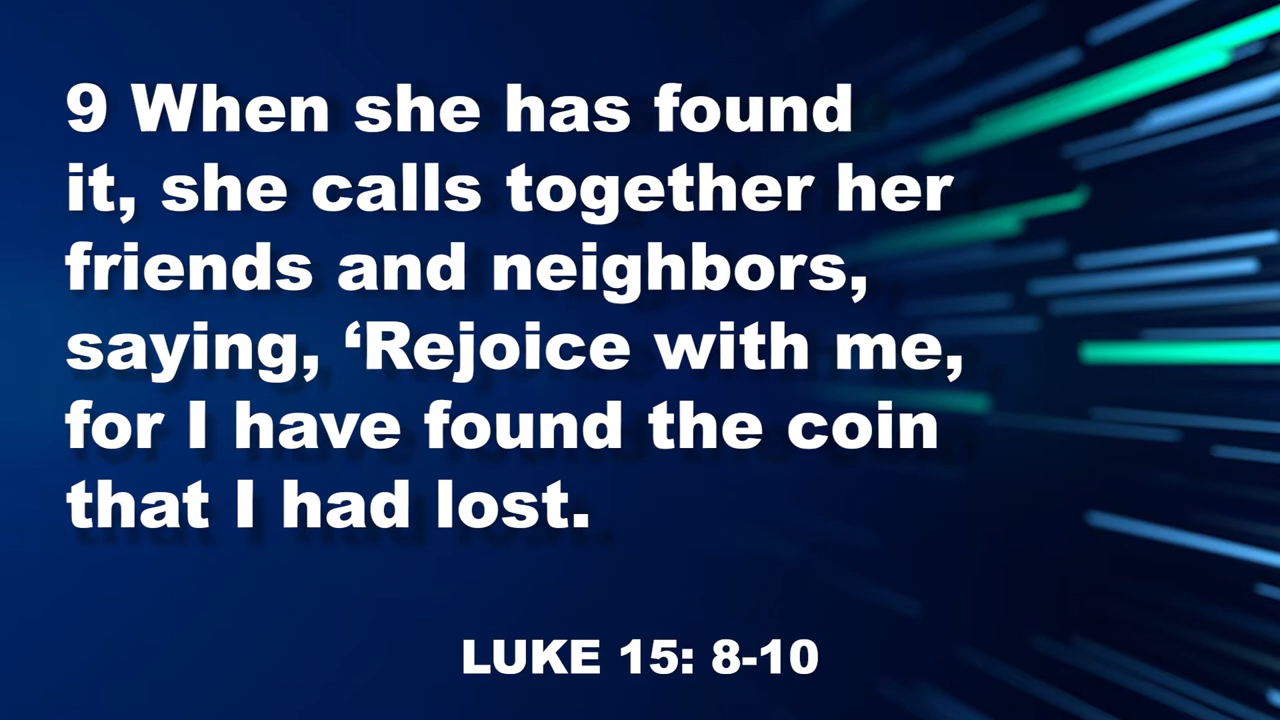 9 When she has found
it, she calls together her
friends and neighbors,
saying, ‘Rejoice with me,
for I have found the coin
that I had lost.
LUKE 15: 8-10